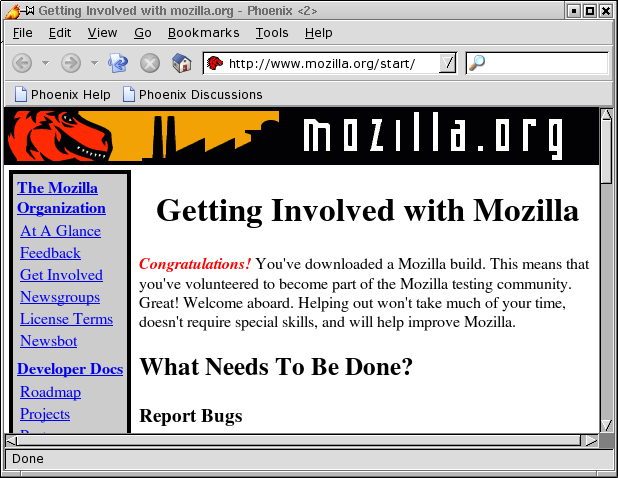 Getting Involved with mozilla.org - Phoenix <2>
File Edit View Go Bookmarks Tools Help
http://www.mozilla.org/start/
Phoenix Help Phoenix Discussions
mozilla.org
The Mozilla
Organization
At A Glance
Feedback
Get Involved
Newsgroups
License Terms
Newsbot
Developer Docs
Roadmap
Projects
Getting Involved with Mozilla
Congratulations! You've downloaded a Mozilla build. This means that
you've volunteered to become part of the Mozilla testing community.
Great! Welcome aboard. Helping out won't take much of your time,
doesn't require special skills, and will help improve Mozilla.
What Needs To Be Done?
Report Bugs
Done